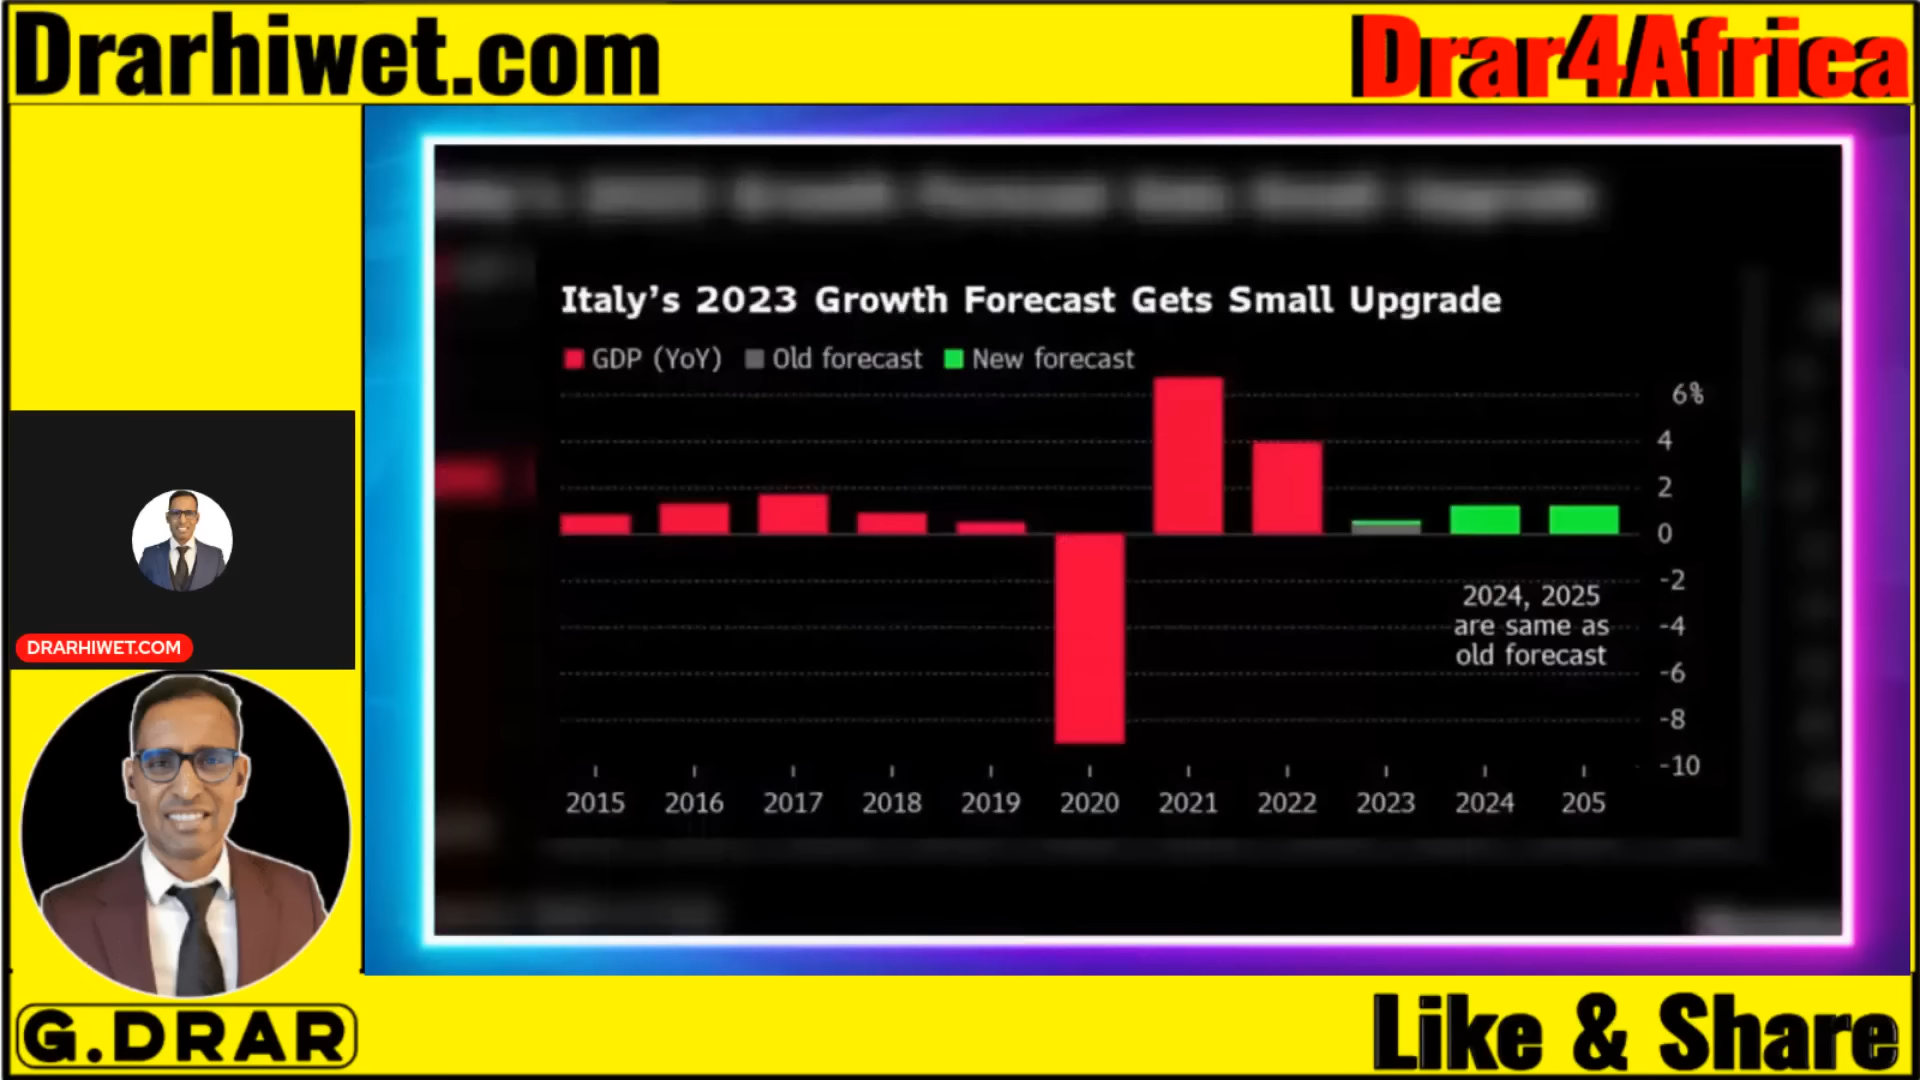 Drarhiwet.com
Drar4Africa
Italy's 2023 Growth Forecast Gets Small Upgrade
GDP (YoY) Old forecast New forecast
6%
4
2
0
-2
-4
-6
-8
-10
2024, 2025
are same as
old forecast
2015 2016 2017 2018 2019 2020 2021 2022 2023 2024 205
DRARHIWET.COM
G.DRAR
Like & Share